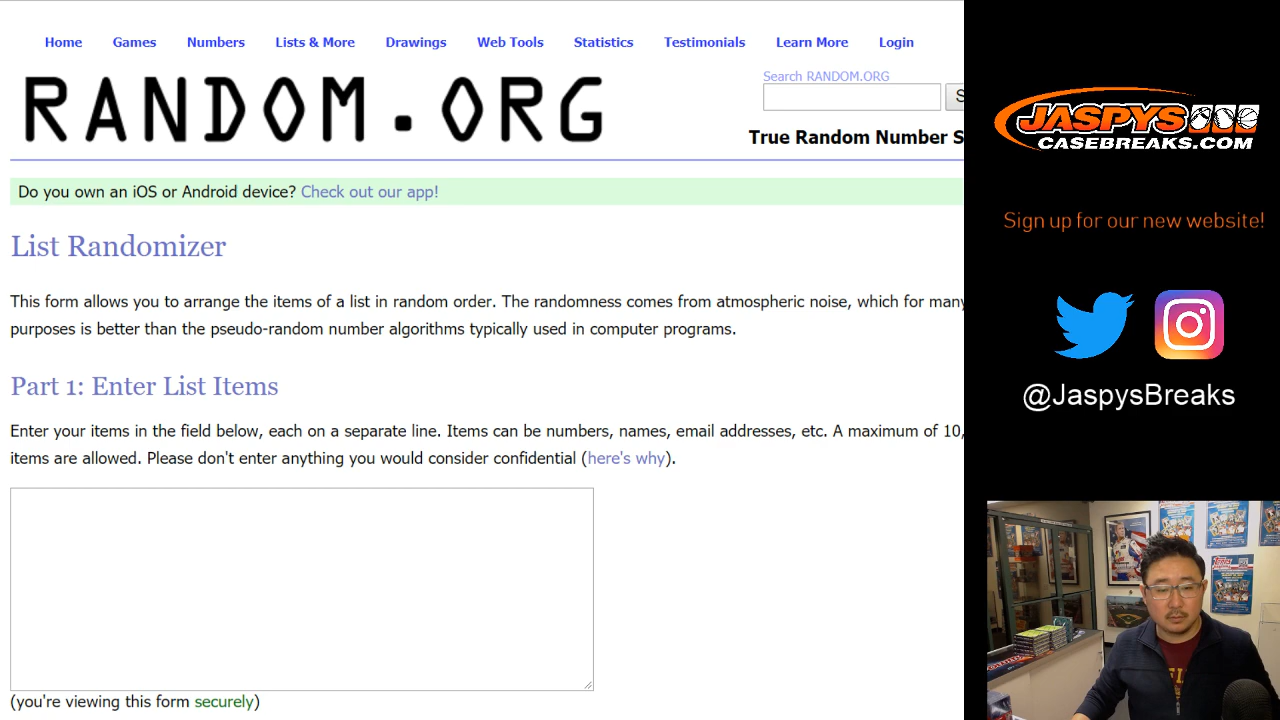 Home Games Numbers Lists & More Drawings Web Tools Statistics Testimonials Learn More Login
RANDOM.ORG
Search RANDOM.ORG
S
True Random Number S
Do you own an iOS or Android device? Check out our app!
List Randomizer
This form allows you to arrange the items of a list in random order. The randomness comes from atmospheric noise, which for many
purposes is better than the pseudo-random number algorithms typically used in computer programs.
Part 1: Enter List Items
Enter your items in the field below, each on a separate line. Items can be numbers, names, email addresses, etc. A maximum of 10,
items are allowed. Please don't enter anything you would consider confidential (here's why).
(you're viewing this form securely)
JASPYS
CASEBREAKS.COM
Sign up for our new website!
@JaspysBreaks